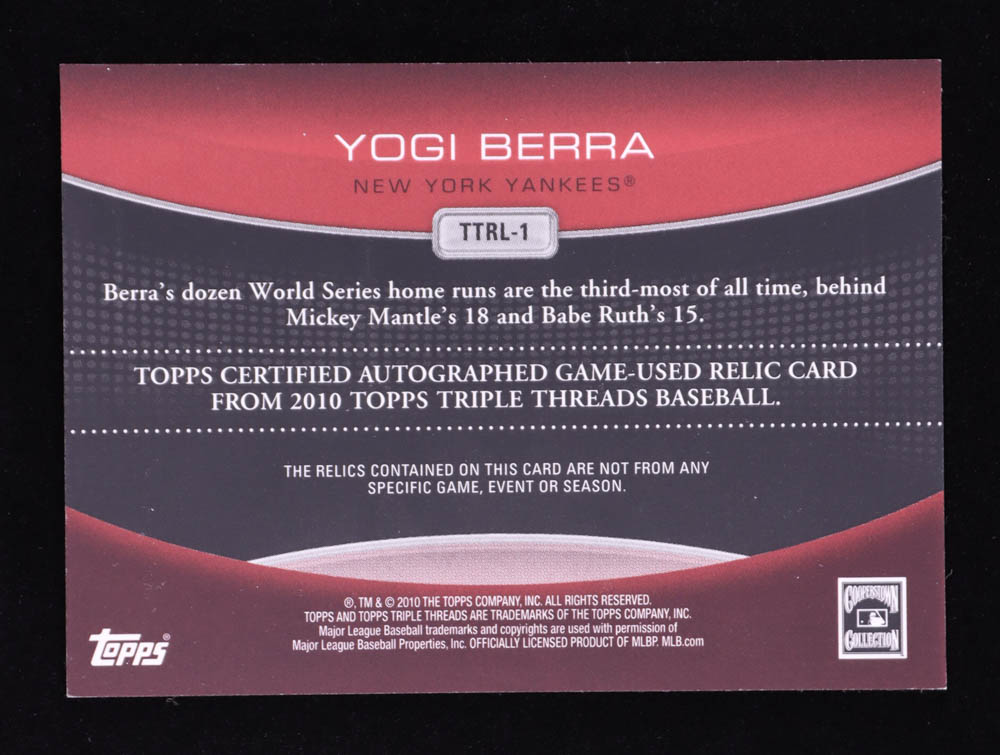 YOGI BERRA
NEW YORK YANKEES®
TTRL-1
Berra's dozen World Series home runs are the third-most of all time, behind
Mickey Mantle's 18 and Babe Ruth's 15.
TOPPS CERTIFIED AUTOGRAPHED GAME-USED RELIC CARD
FROM 2010 TOPPS TRIPLE THREADS BASEBALL.
THE RELICS CONTAINED ON THIS CARD ARE NOT FROM ANY
SPECIFIC GAME, EVENT OR SEASON.
®, TM & © 2010 THE TOPPS COMPANY, INC. ALL RIGHTS RESERVED.
TOPPS AND TOPPS TRIPLE THREADS ARE TRADEMARKS OF THE TOPPS COMPANY, INC.
Major League Baseball trademarks and copyrights are used with permission of
Major League Baseball Properties, Inc. OFFICIALLY LICENSED PRODUCT OF MLBP. MLB.com
Topps®
COOPERSTOWN
COLLECTION